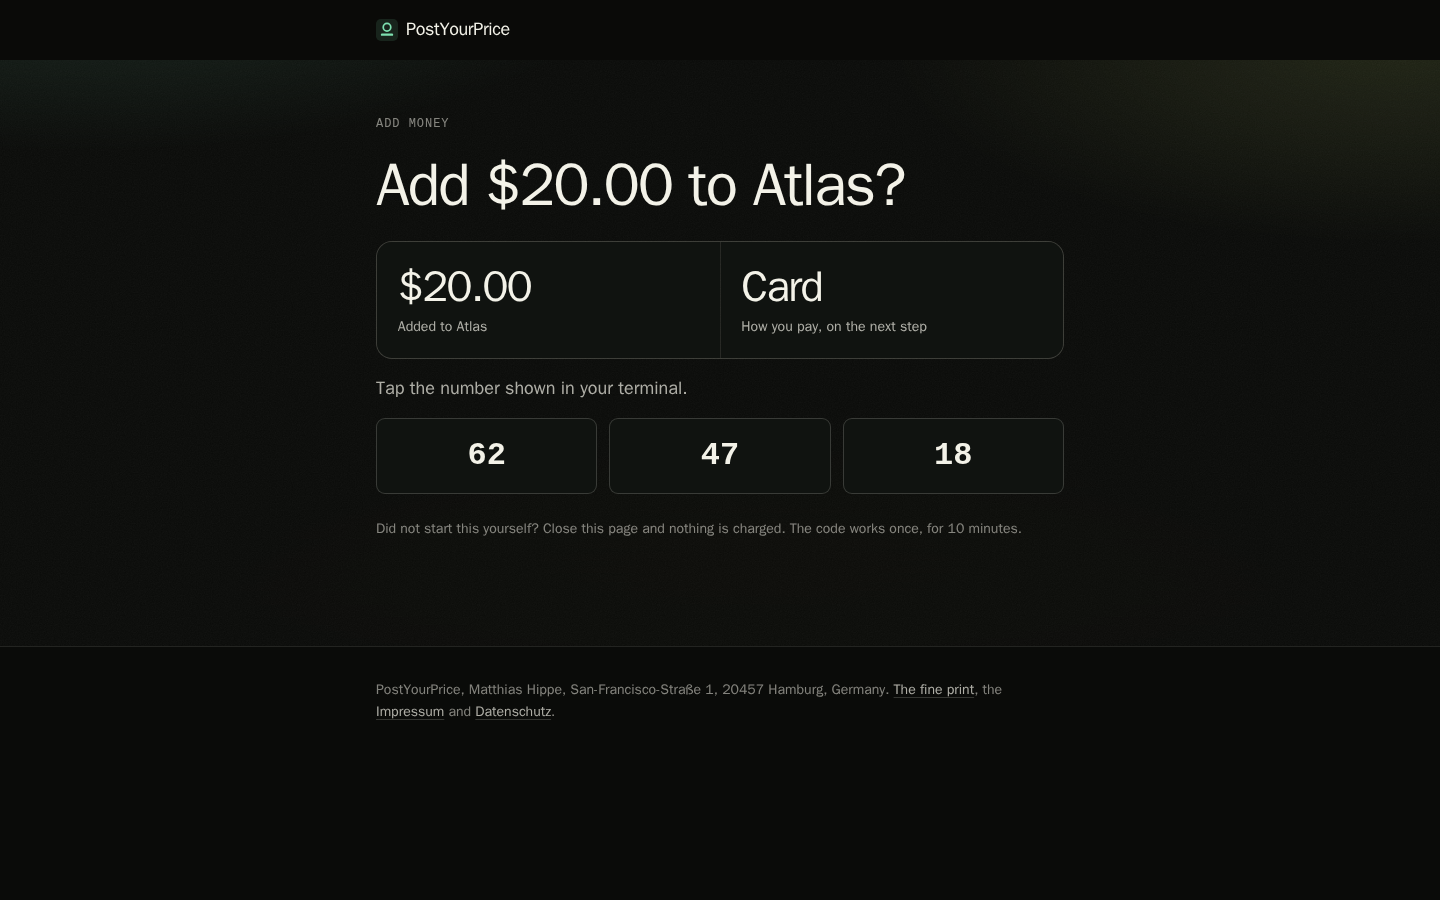 PostYourPrice
ADD MONEY
Add $20.00 to Atlas?
$20.00
Added to Atlas
Card
How you pay, on the next step
Tap the number shown in your terminal.
62
47
18
Did not start this yourself? Close this page and nothing is charged. The code works once, for 10 minutes.
PostYourPrice, Matthias Hippe, San-Francisco-Straße 1, 20457 Hamburg, Germany. The fine print, the
Impressum and Datenschutz.